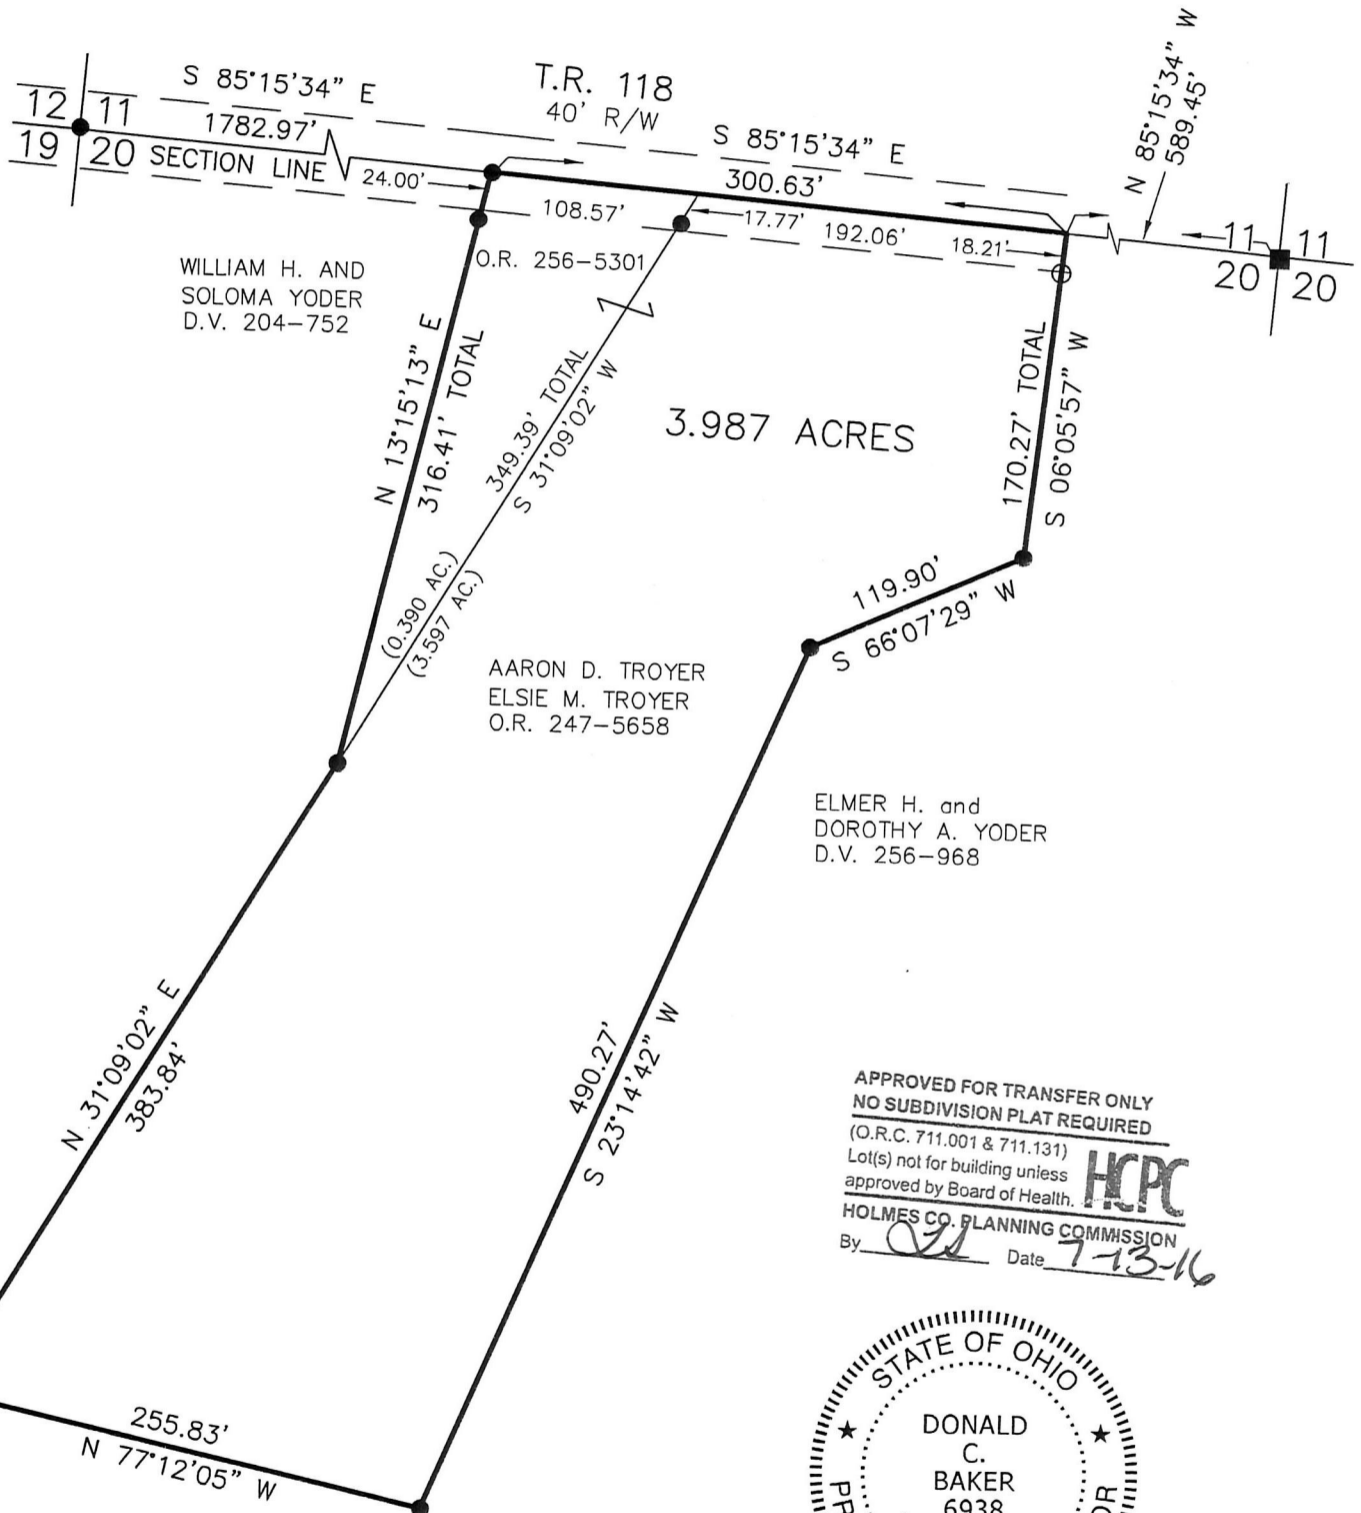 S 85°15'34" E
1782.97'
12 11
19 20
SECTION LINE
T.R. 118
40' R/W
S 85°15'34" E
300.63'
N 85°15'34" W
589.45'
24.00'
108.57'
17.77'
192.06'
18.21'
11 11
20 20
O.R. 256-5301
WILLIAM H. AND
SOLOMA YODER
D.V. 204-752
N 13°15'13" E
316.41' TOTAL
349.39' TOTAL
S 31°09'02" W
3.987 ACRES
170.27' TOTAL
S 06°05'57" W
119.90'
S 66°07'29" W
(0.390 AC.)
(3.597 AC.)
AARON D. TROYER
ELSIE M. TROYER
O.R. 247-5658
ELMER H. and
DOROTHY A. YODER
D.V. 256-968
N 31°09'02" E
383.84'
490.27'
S 23°14'42" W
255.83'
N 77°12'05" W
APPROVED FOR TRANSFER ONLY
NO SUBDIVISION PLAT REQUIRED
(O.R.C. 711.001 & 711.131)
Lot(s) not for building unless
approved by Board of Health.
HCPC
HOLMES CO. PLANNING COMMISSION
By Date 7-13-16
STATE OF OHIO
DONALD
C.
BAKER
6938